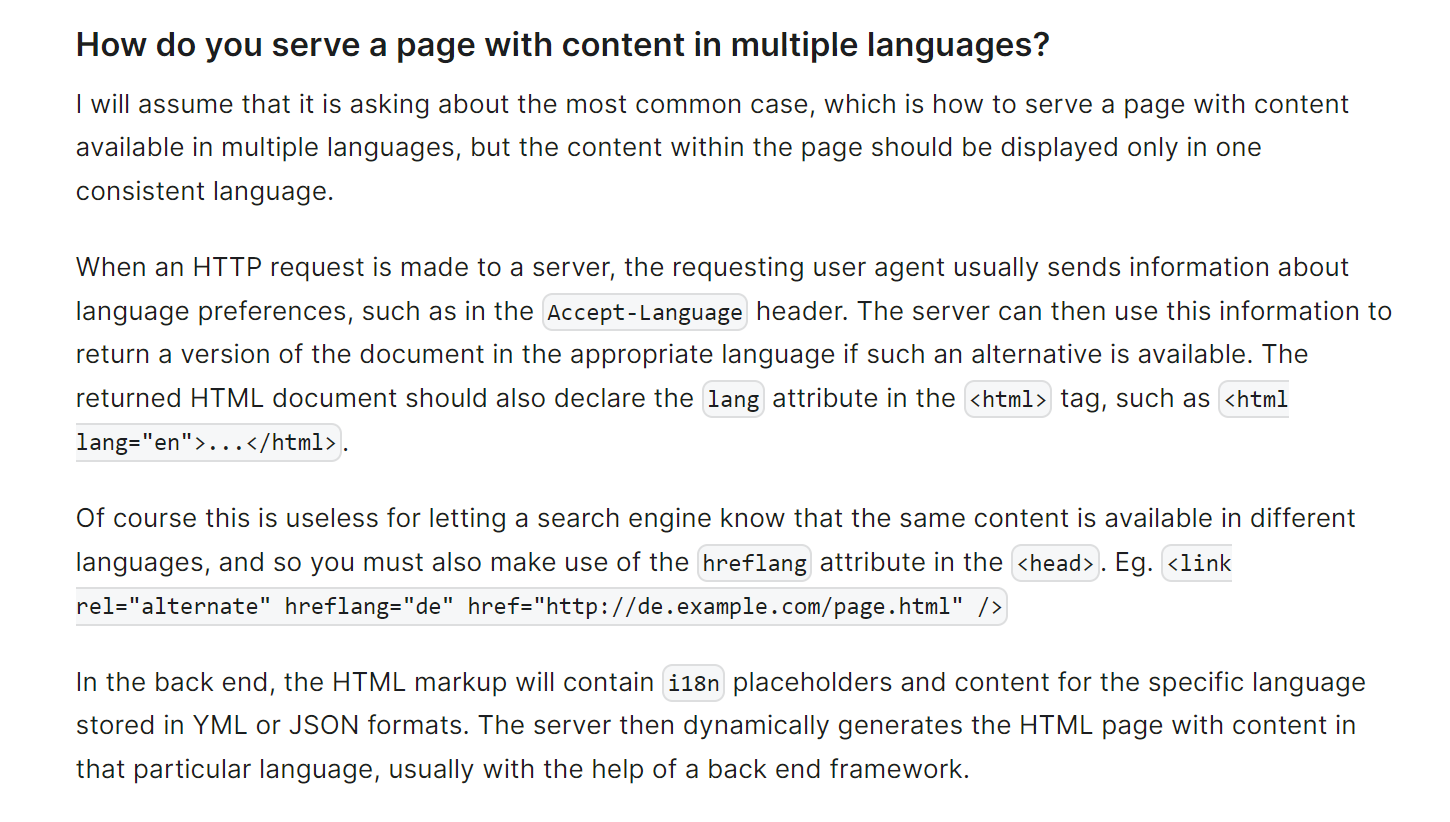 How do you serve a page with content in multiple languages?
I will assume that it is asking about the most common case, which is how to serve a page with content
available in multiple languages, but the content within the page should be displayed only in one
consistent language.
When an HTTP request is made to a server, the requesting user agent usually sends information about
language preferences, such as in the Accept-Language header. The server can then use this information to
return a version of the document in the appropriate language if such an alternative is available. The
returned HTML document should also declare the lang attribute in the <html> tag, such as <html
lang="en">...</html>.
Of course this is useless for letting a search engine know that the same content is available in different
languages, and so you must also make use of the hreflang attribute in the <head>. Eg. <link
rel="alternate" hreflang="de" href="http://de.example.com/page.html" />
In the back end, the HTML markup will contain i18n placeholders and content for the specific language
stored in YML or JSON formats. The server then dynamically generates the HTML page with content in
that particular language, usually with the help of a back end framework.